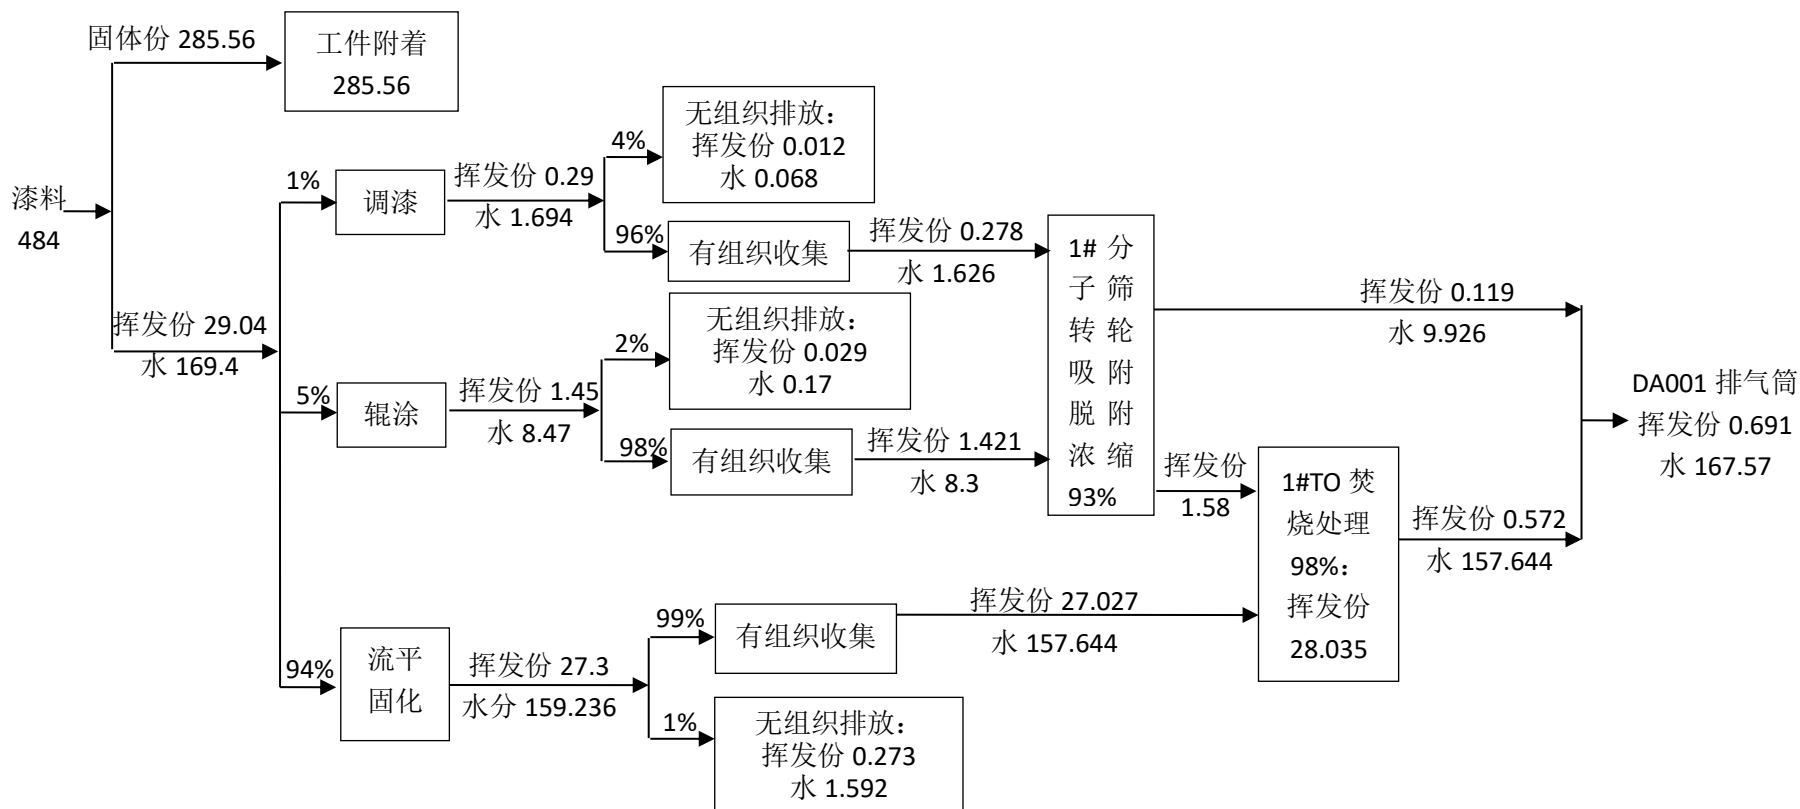 固体份 285.56
工件附着
285.56
漆料
484
挥发份 29.04
水 169.4
1%
调漆
挥发份 0.29
水 1.694
4%
无组织排放：
挥发份 0.012
水 0.068
96%
有组织收集
挥发份 0.278
水 1.626
5%
辊涂
挥发份 1.45
水 8.47
2%
无组织排放：
挥发份 0.029
水 0.17
98%
有组织收集
挥发份 1.421
水 8.3
1# 分
子 筛
转 轮
吸 附
脱 附
浓 缩
93%
挥发份 0.119
水 9.926
挥发份
1.58
94%
流平
固化
挥发份 27.3
水分 159.236
99%
有组织收集
挥发份 27.027
水 157.644
1%
无组织排放：
挥发份 0.273
水 1.592
1#TO 焚
烧处理
98%：
挥发份
28.035
挥发份 0.572
水 157.644
DA001 排气筒
挥发份 0.691
水 167.57